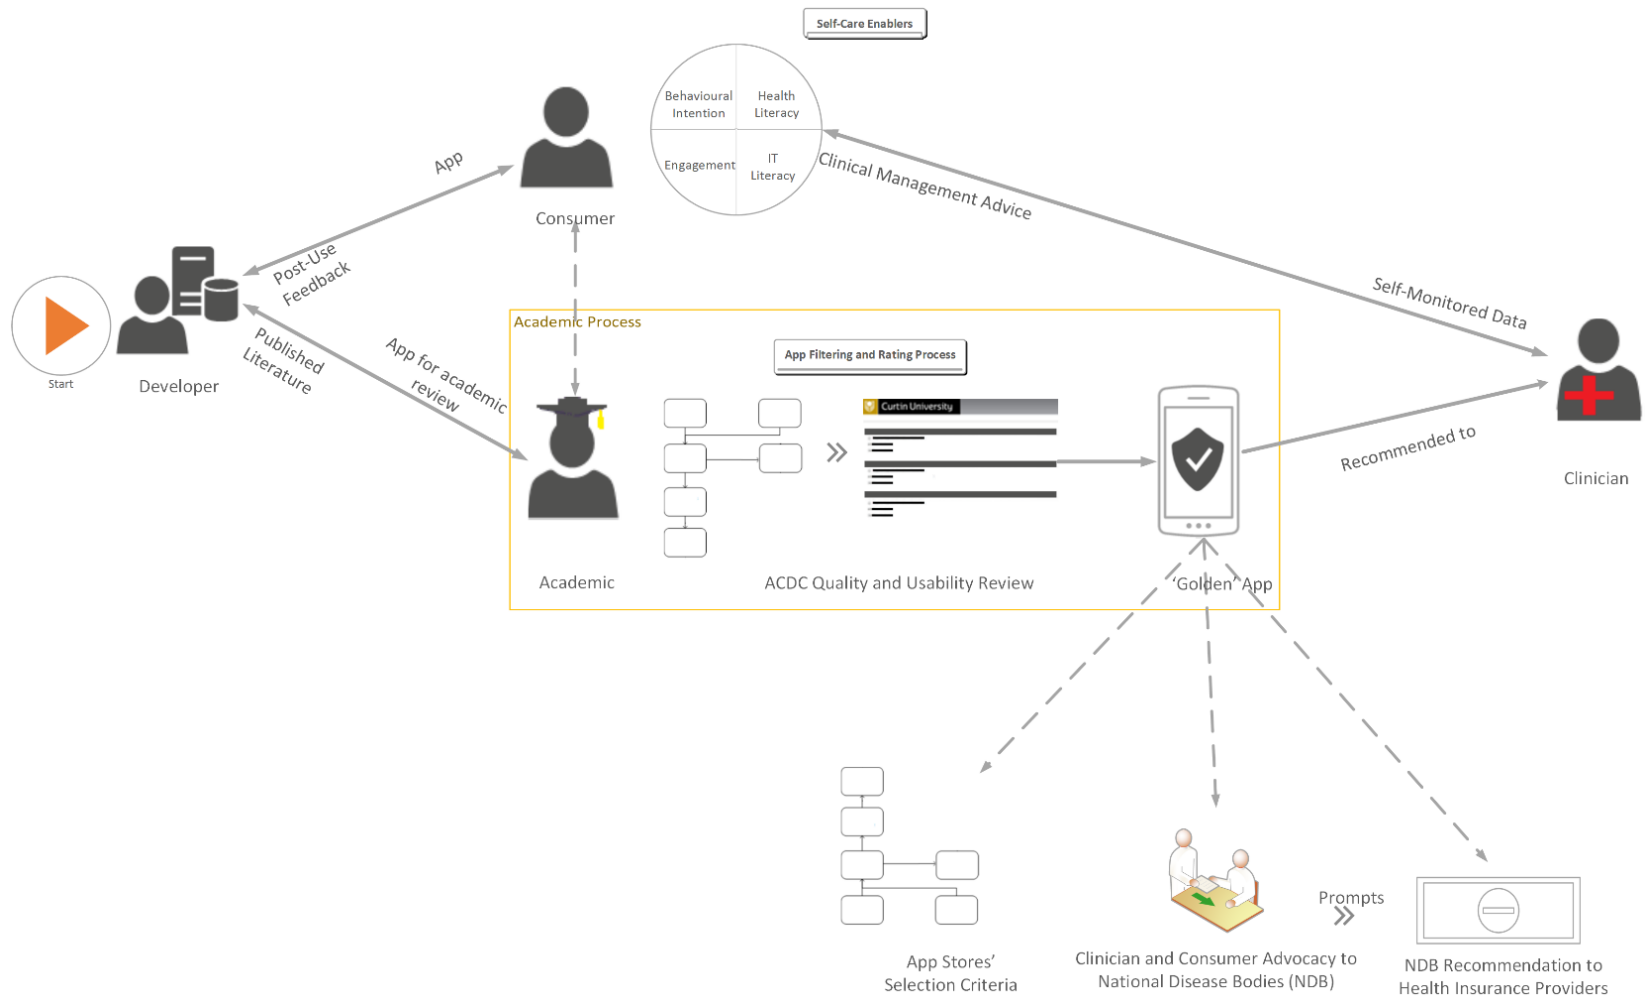 Self-Care Enablers
Behavioural
Intention
Health
Literacy
Engagement
IT
Literacy
App
Consumer
Clinical Management Advice
Post-Use
Feedback
Self-Monitored Data
Start
Developer
Published
Literature
App for academic
review
Academic Process
App Filtering and Rating Process
Curtin University
Recommended to
Clinician
Academic
ACDC Quality and Usability Review
'Golden' App
Prompts
App Stores'
Selection Criteria
Clinician and Consumer Advocacy to
National Disease Bodies (NDB)
NDB Recommendation to
Health Insurance Providers